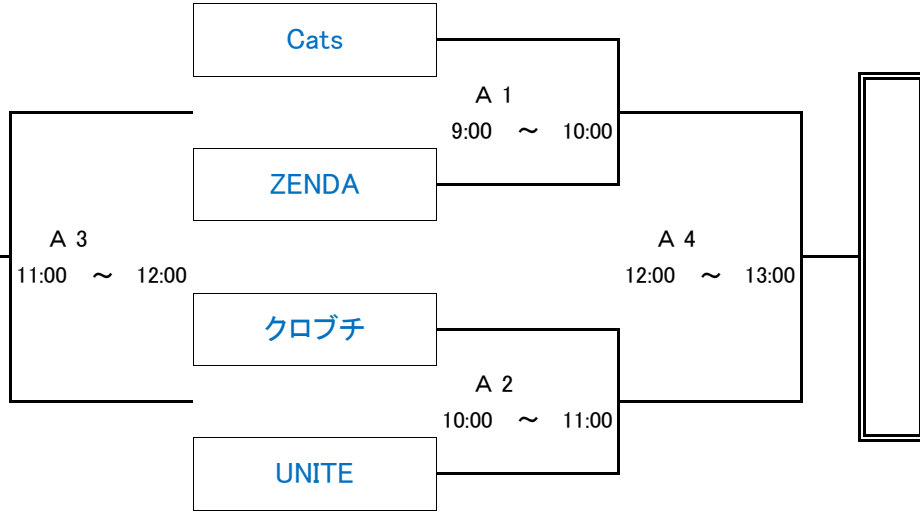 Cats
A 1
9:00 ～ 10:00
ZENDA
A 3
11:00 ～ 12:00
A 4
12:00 ～ 13:00
クロブチ
A 2
10:00 ～ 11:00
UNITE